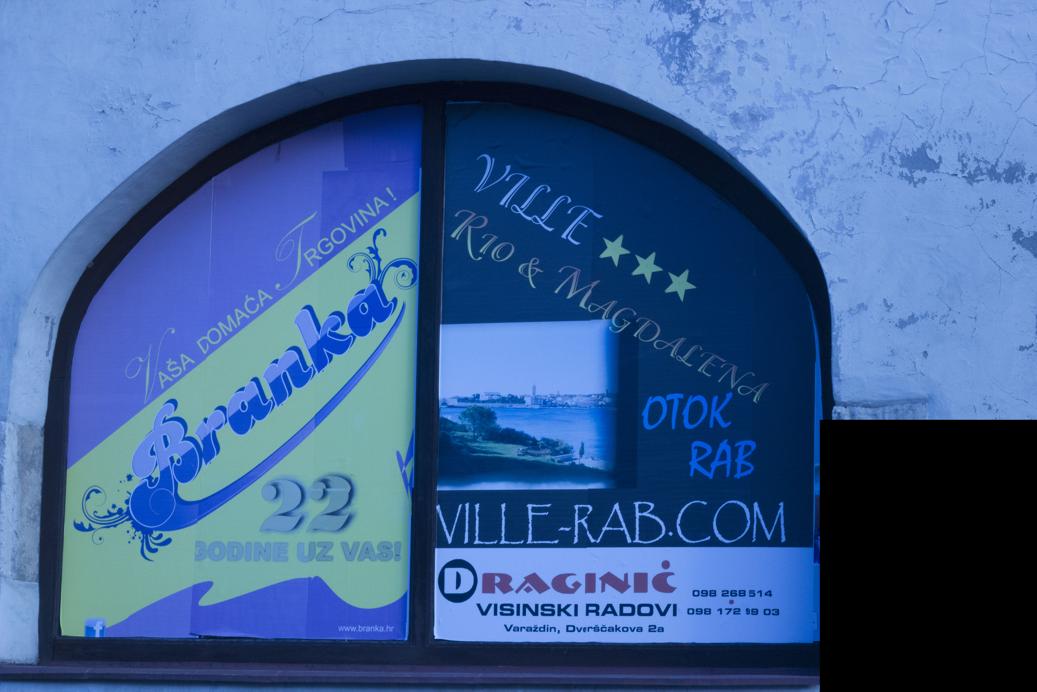 VAŠA DOMAĆA TRGOVINA!
Branka
22
GODINE UZ VAS!
www.branka.hr
VILLE
RIO & MAGDALENA
OTOK
RAB
VILLE-RAB.COM
DRAGINIĆ
VISINSKI RADOVI
098 268 514
098 172 98 03
Varaždin, Dvorščakova 2a